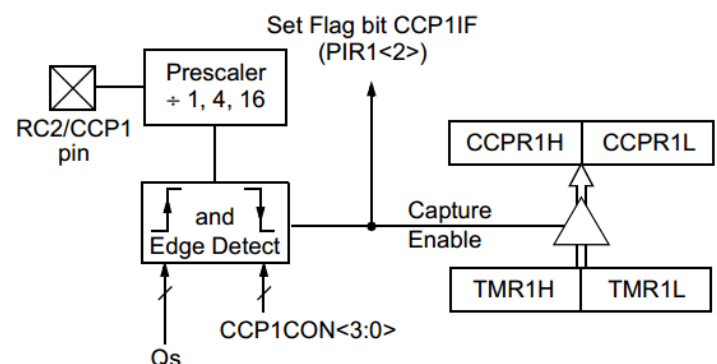 Set Flag bit CCP1IF
(PIR1<2>)
Prescaler
÷ 1, 4, 16
RC2/CCP1
pin
CCPR1H CCPR1L
and
Edge Detect
Capture
Enable
TMR1H TMR1L
CCP1CON<3:0>
Qs